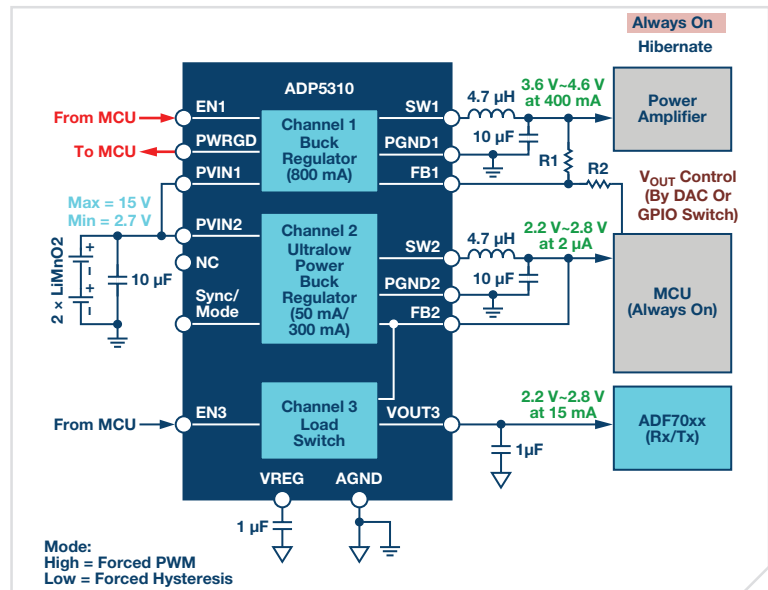 Always On
Hibernate
ADP5310
From MCU
To MCU
EN1
PWRGD
PVIN1
Channel 1
Buck
Regulator
(800 mA)
SW1
PGND1
FB1
4.7 µH
10 µF
3.6 V~4.6 V
at 400 mA
R1
R2
Power
Amplifier
VOUT Control
(By DAC Or
GPIO Switch)
Max = 15 V
Min = 2.7 V
2 × LiMnO2
+
–
+
–
10 µF
PVIN2
NC
Sync/
Mode
Channel 2
Ultralow
Power
Buck
Regulator
(50 mA/
300 mA)
SW2
PGND2
FB2
4.7 µH
10 µF
2.2 V~2.8 V
at 2 µA
MCU
(Always On)
From MCU
EN3
Channel 3
Load
Switch
VOUT3
2.2 V~2.8 V
at 15 mA
1µF
ADF70xx
(Rx/Tx)
VREG
AGND
1 µF
Mode:
High = Forced PWM
Low = Forced Hysteresis